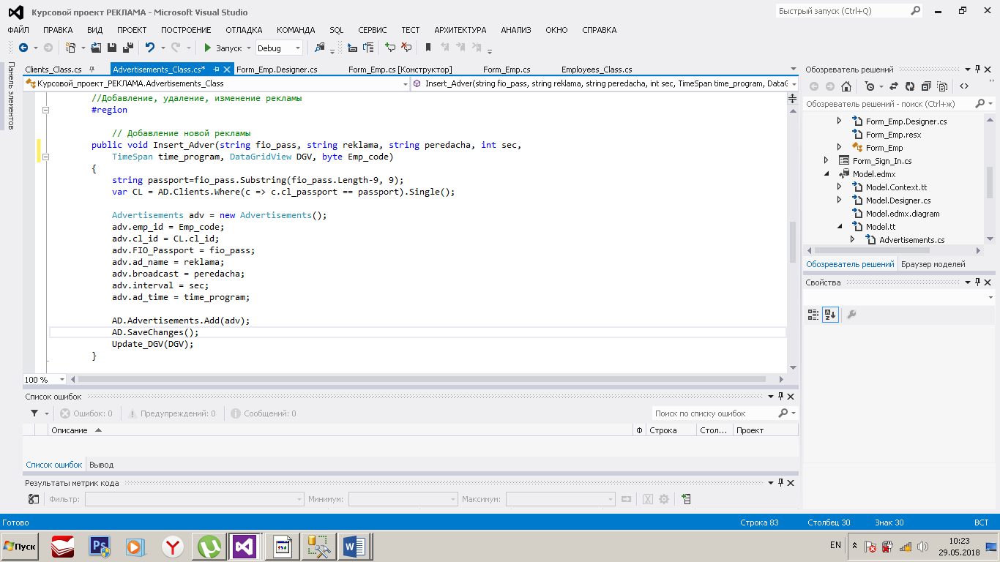 Курсовой проект РЕКЛАМА - Microsoft Visual Studio
Быстрый запуск (Ctrl+Q)
ФАЙЛ ПРАВКА ВИД ПРОЕКТ ПОСТРОЕНИЕ ОТЛАДКА КОМАНДА SQL СЕРВИС ТЕСТ АРХИТЕКТУРА АНАЛИЗ ОКНО СПРАВКА
Запуск Debug
Панель элементов
Clients_Class.cs Advertisements_Class.cs* Form_Emp.Designer.cs Form_Emp.cs [Конструктор] Form_Emp.cs Employees_Class.cs
Курсовой_проект_РЕКЛАМА.Advertisements_Class Insert_Adver(string fio_pass, string reklama, string peredacha, int sec, TimeSpan time_program, DataG
//Добавление, удаление, изменение рекламы
#region
// Добавление новой рекламы
public void Insert_Adver(string fio_pass, string reklama, string peredacha, int sec,
TimeSpan time_program, DataGridView DGV, byte Emp_code)
{
string passport=fio_pass.Substring(fio_pass.Length-9, 9);
var CL = AD.Clients.Where(c => c.cl_passport == passport).Single();
Advertisements adv = new Advertisements();
adv.emp_id = Emp_code;
adv.cl_id = CL.cl_id;
adv.FIO_Passport = fio_pass;
adv.ad_name = reklama;
adv.broadcast = peredacha;
adv.interval = sec;
adv.ad_time = time_program;
AD.Advertisements.Add(adv);
AD.SaveChanges();
Update_DGV(DGV);
}
100 %
Список ошибок
Ошибок: 0 Предупреждений: 0 Сообщений: 0 Поиск по списку ошибок
Описание Ф Строка Стол... Проект
Список ошибок Вывод
Результаты метрик кода
Фильтр: Минимум: Максимум:
Обозреватель решений
Обозреватель решений - поиск (Ctrl+ж)
Form_Emp.Designer.cs
Form_Emp.resx
Form_Emp
Form_Sign_In.cs
Model.edmx
Model.Context.tt
Model.Designer.cs
Model.edmx.diagram
Model.tt
Advertisements.cs
Обозреватель решений Браузер моделей
Свойства
Готово Строка 83 Столбец 30 Знак 30 ВСТ
Пуск EN 10:23
29.05.2018